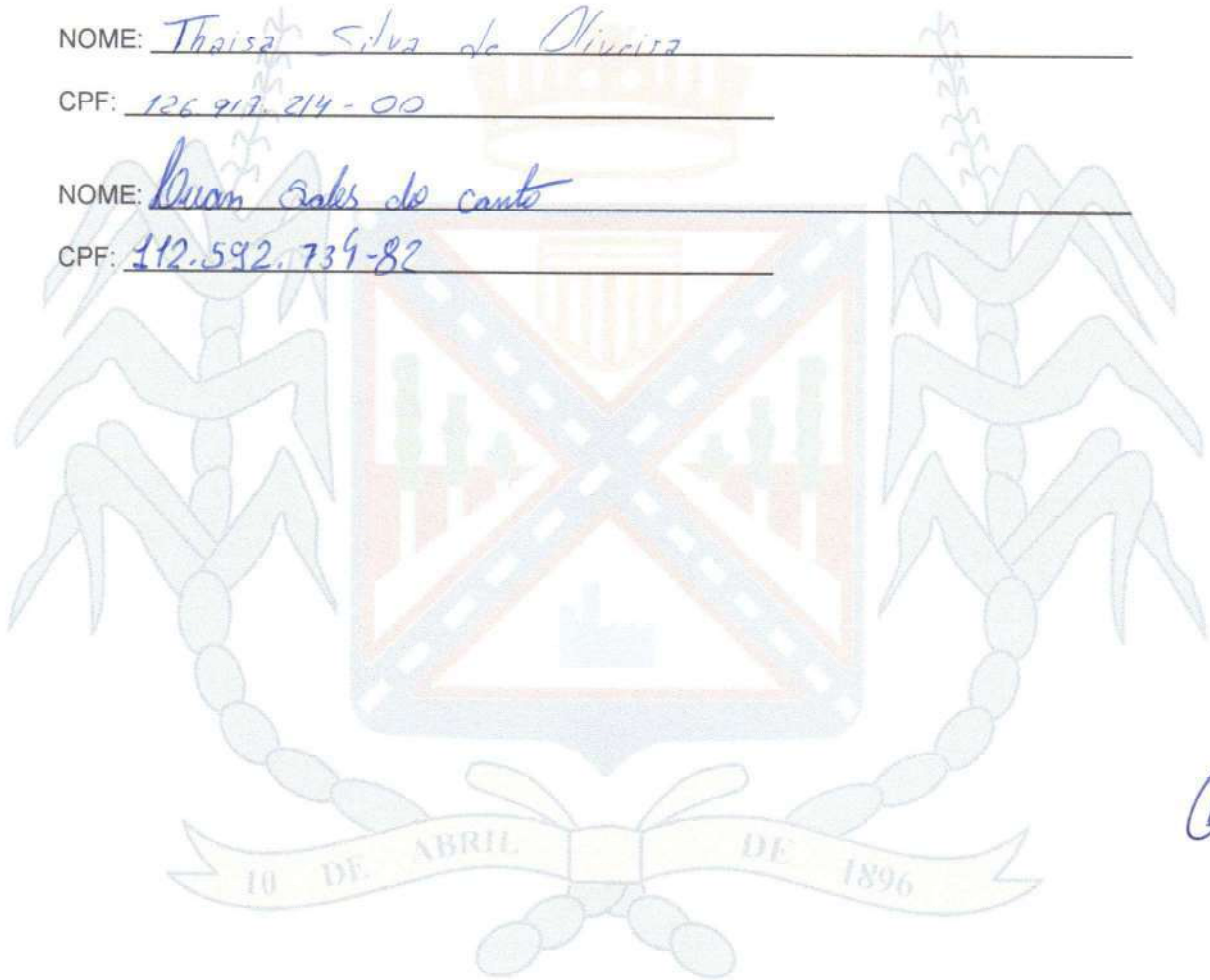 NOME: Thaisa Silva de Oliveira
CPF: 126.917.214-00
NOME: Duan Sales do canto
CPF: 112.592.734-82
10 DE ABRIL DE 1896